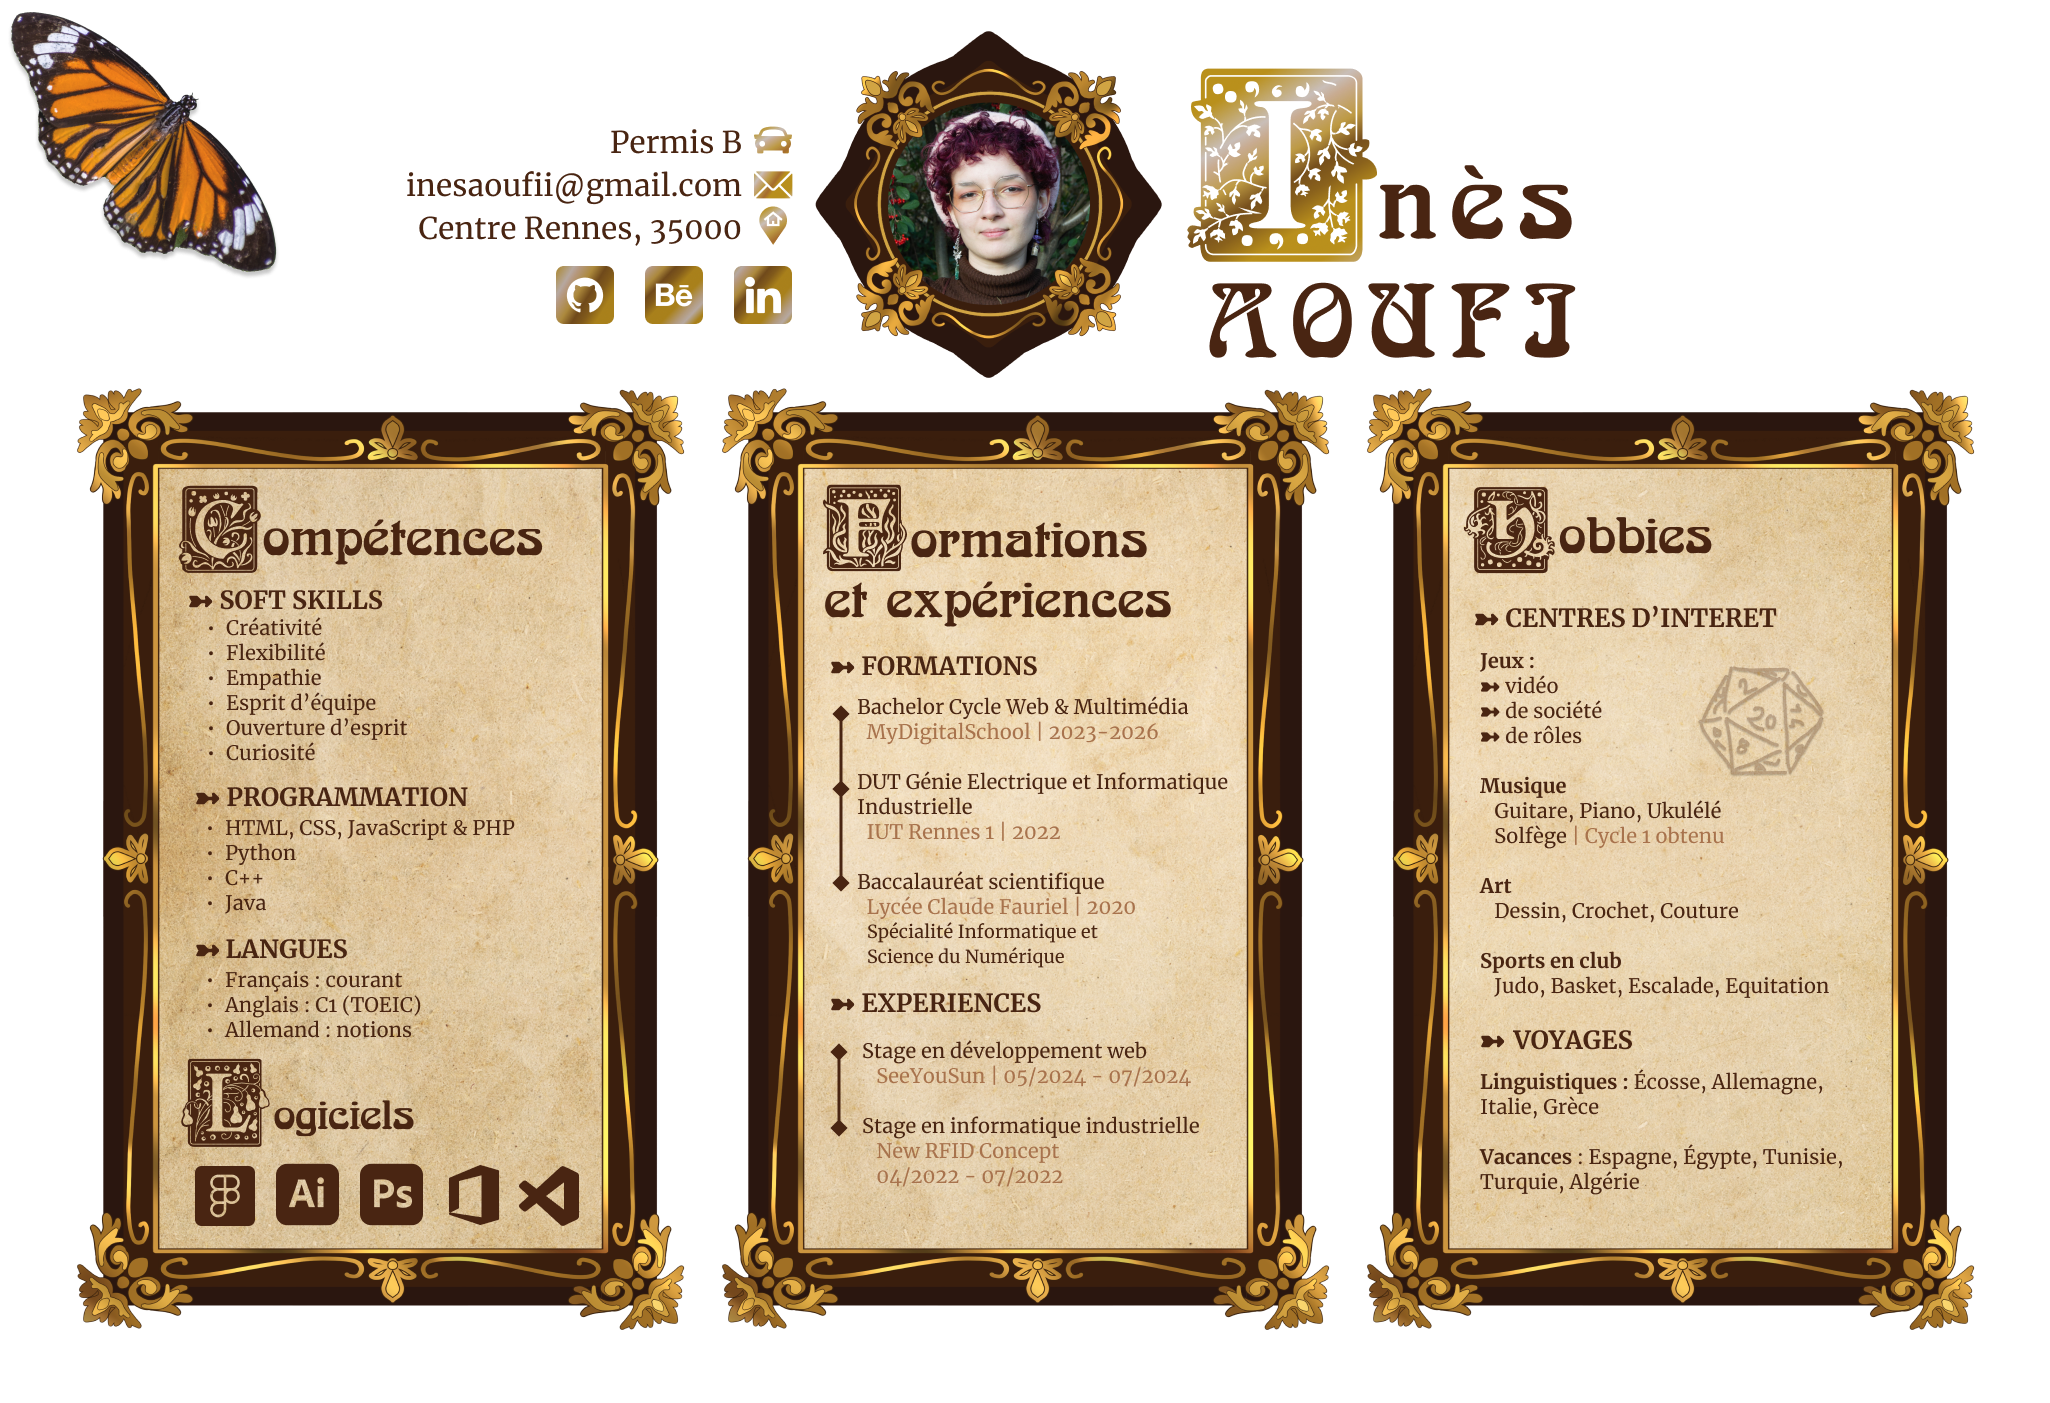 Permis B
inesaoufii@gmail.com
Centre Rennes, 35000
Bē
in
Inès
AOUFI
Compétences
SOFT SKILLS
• Créativité
• Flexibilité
• Empathie
• Esprit d’équipe
• Ouverture d’esprit
• Curiosité
PROGRAMMATION
• HTML, CSS, JavaScript & PHP
• Python
• C++
• Java
LANGUES
• Français : courant
• Anglais : C1 (TOEIC)
• Allemand : notions
Logiciels
Ai
Ps
Formations
et expériences
FORMATIONS
Bachelor Cycle Web & Multimédia
MyDigitalSchool | 2023-2026
DUT Génie Electrique et Informatique
Industrielle
IUT Rennes 1 | 2022
Baccalauréat scientifique
Lycée Claude Fauriel | 2020
Spécialité Informatique et
Science du Numérique
EXPERIENCES
Stage en développement web
SeeYouSun | 05/2024 - 07/2024
Stage en informatique industrielle
New RFID Concept
04/2022 - 07/2022
Hobbies
CENTRES D’INTERET
Jeux :
vidéo
de société
de rôles
2
20
8
Musique
Guitare, Piano, Ukulélé
Solfège | Cycle 1 obtenu
Art
Dessin, Crochet, Couture
Sports en club
Judo, Basket, Escalade, Equitation
VOYAGES
Linguistiques : Écosse, Allemagne,
Italie, Grèce
Vacances : Espagne, Égypte, Tunisie,
Turquie, Algérie